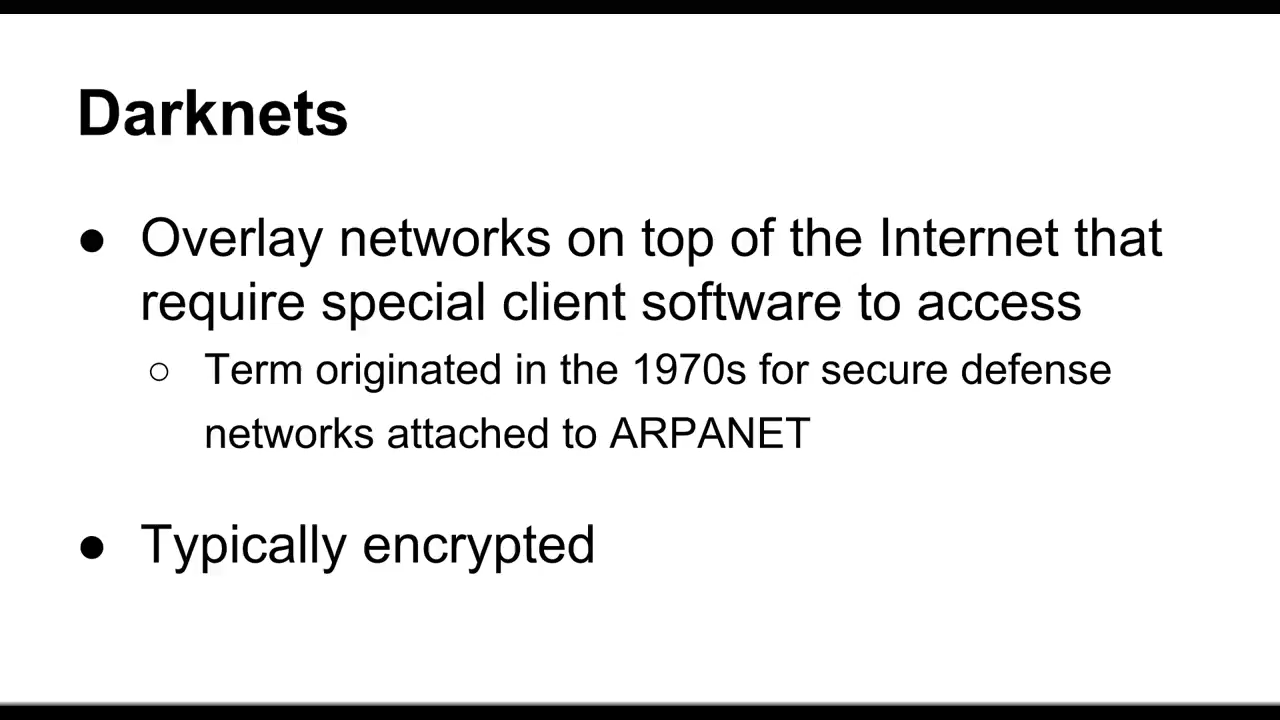 Darknets
● Overlay networks on top of the Internet that
require special client software to access
○ Term originated in the 1970s for secure defense
networks attached to ARPANET
● Typically encrypted